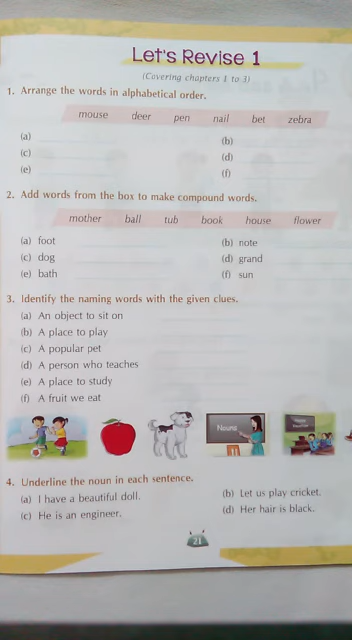 Let's Revise 1
(Covering chapters 1 to 3)
1. Arrange the words in alphabetical order.
mouse deer pen nail bet zebra
(a) (b)
(c) (d)
(e) (f)
2. Add words from the box to make compound words.
mother ball tub book house flower
(a) foot (b) note
(c) dog (d) grand
(e) bath (f) sun
3. Identify the naming words with the given clues.
(a) An object to sit on
(b) A place to play
(c) A popular pet
(d) A person who teaches
(e) A place to study
(f) A fruit we eat
Nouns
4. Underline the noun in each sentence.
(a) I have a beautiful doll. (b) Let us play cricket.
(c) He is an engineer. (d) Her hair is black.
21